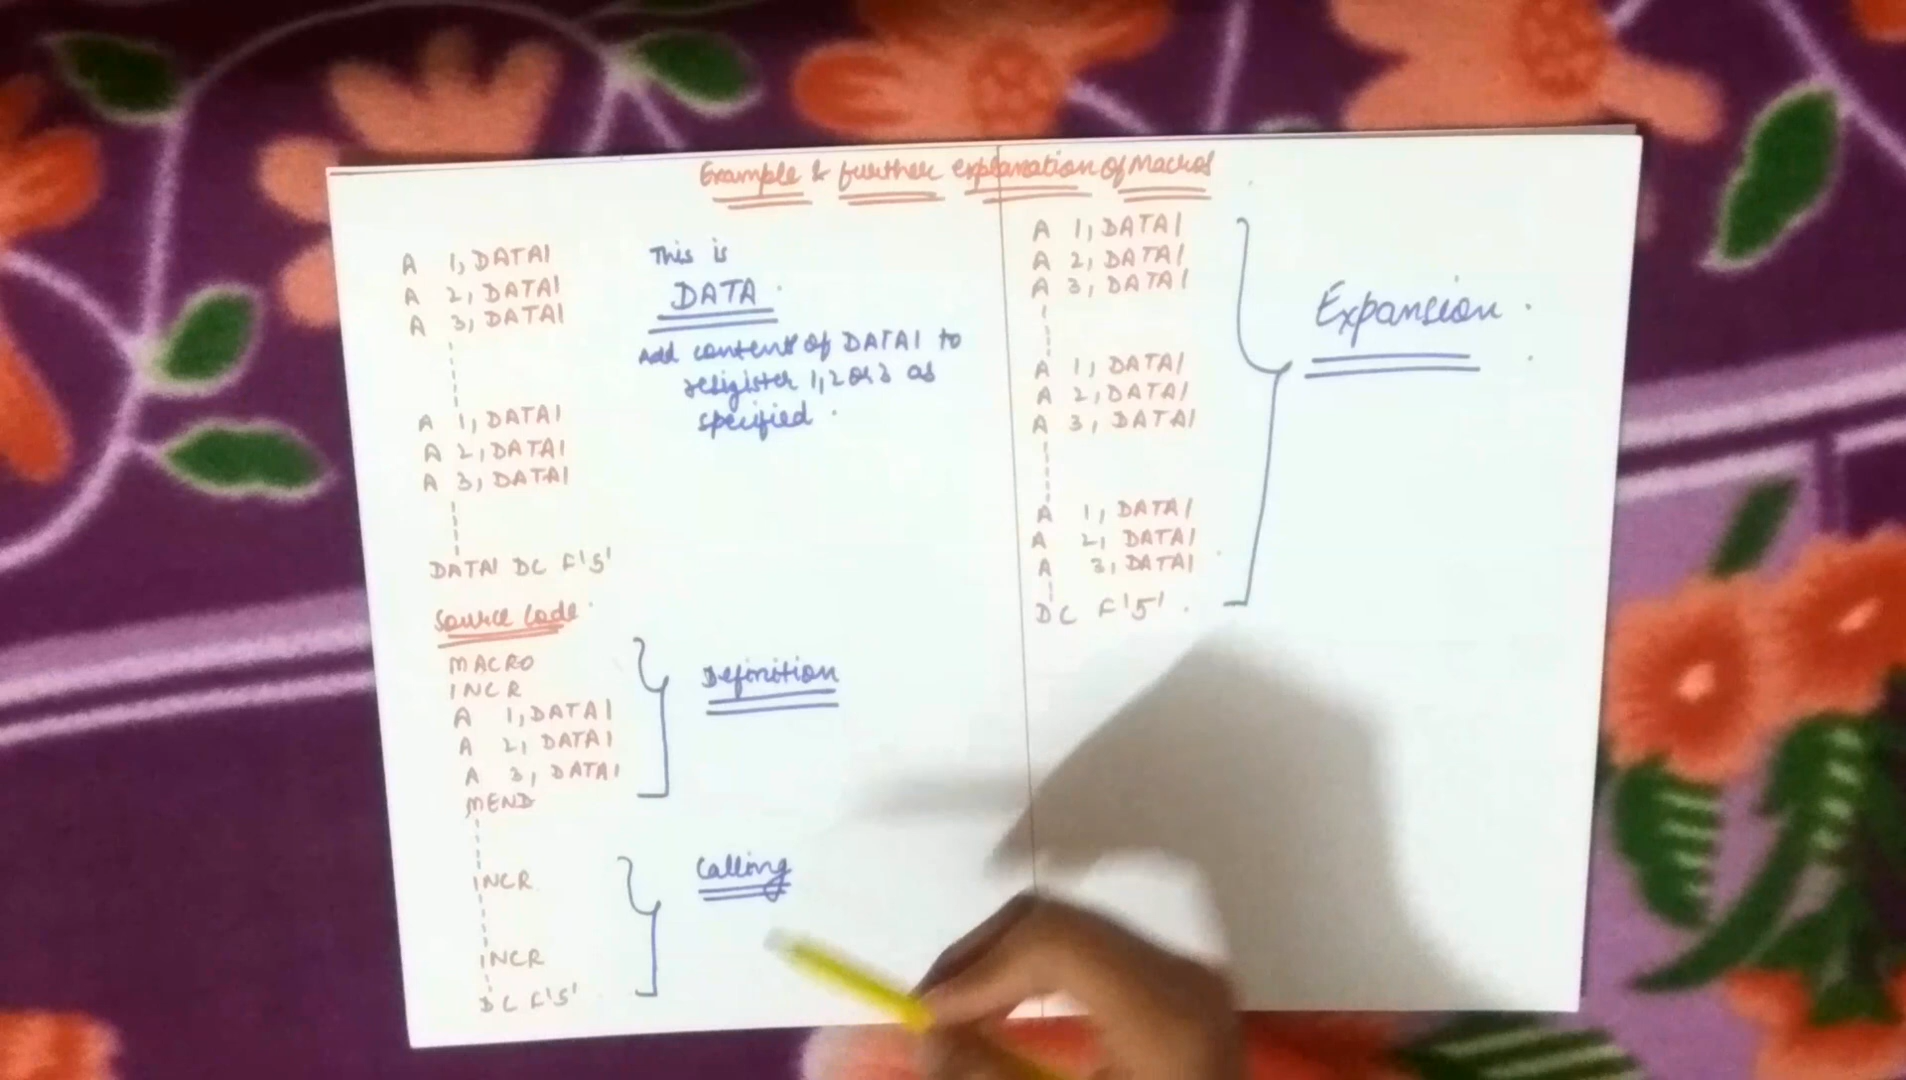 Example & further explanation of Macros
A 1, DATA1
A 2, DATA1
A 3, DATA1
A 1, DATA1
A 2, DATA1
A 3, DATA1
DATA1 DC F'5'
This is
DATA.
Add content of DATA1 to
register 1, 2 or 3 as
specified.
Source Code.
MACRO
INCR
A 1, DATA1
A 2, DATA1
A 3, DATA1
MEND
Definition
INCR
INCR
DC F'5'
Calling
A 1, DATA1
A 2, DATA1
A 3, DATA1
A 1, DATA1
A 2, DATA1
A 3, DATA1
A 1, DATA1
A 2, DATA1
A 3, DATA1
DC F'5'.
Expansion.